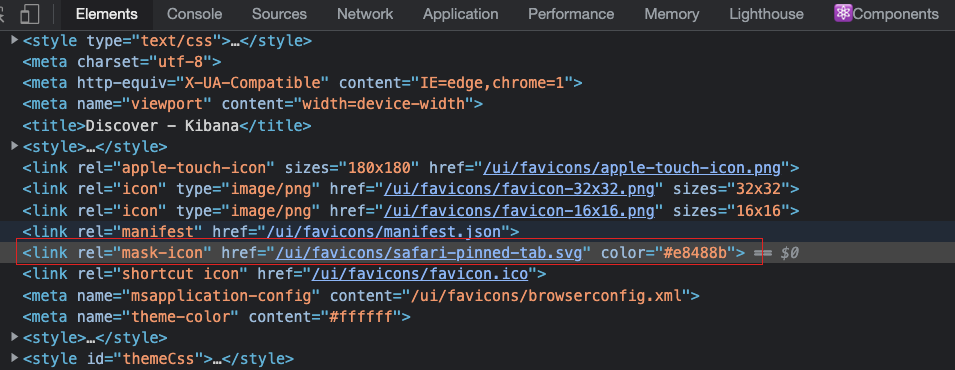 Elements Console Sources Network Application Performance Memory Lighthouse Components
<style type="text/css">…</style>
<meta charset="utf-8">
<meta http-equiv="X-UA-Compatible" content="IE=edge,chrome=1">
<meta name="viewport" content="width=device-width">
<title>Discover - Kibana</title>
<style>…</style>
<link rel="apple-touch-icon" sizes="180x180" href="/ui/favicons/apple-touch-icon.png">
<link rel="icon" type="image/png" href="/ui/favicons/favicon-32x32.png" sizes="32x32">
<link rel="icon" type="image/png" href="/ui/favicons/favicon-16x16.png" sizes="16x16">
<link rel="manifest" href="/ui/favicons/manifest.json">
<link rel="mask-icon" href="/ui/favicons/safari-pinned-tab.svg" color="#e8488b"> == $0
<link rel="shortcut icon" href="/ui/favicons/favicon.ico">
<meta name="msapplication-config" content="/ui/favicons/browserconfig.xml">
<meta name="theme-color" content="#ffffff">
<style>…</style>
<style id="themeCss">…</style>